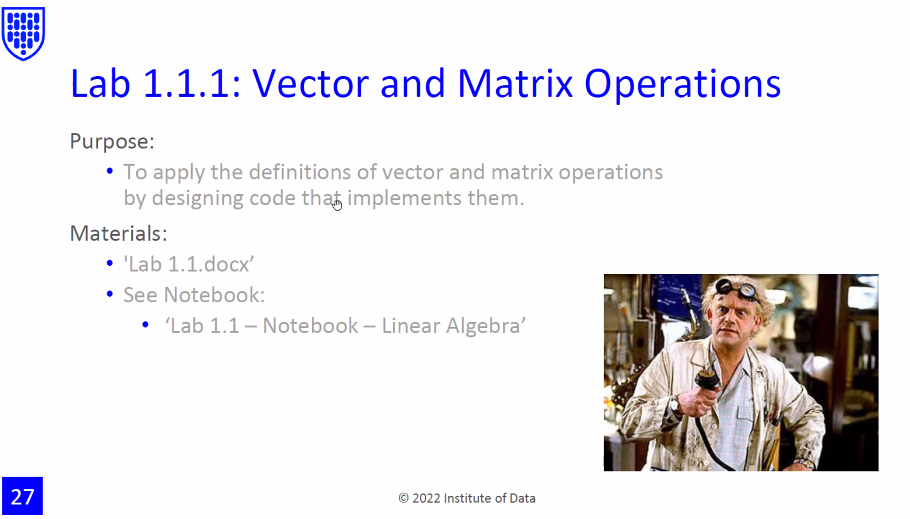 Lab 1.1.1: Vector and Matrix Operations
Purpose:
• To apply the definitions of vector and matrix operations
by designing code that implements them.
Materials:
• 'Lab 1.1.docx’
• See Notebook:
• ‘Lab 1.1 – Notebook – Linear Algebra’
27
© 2022 Institute of Data